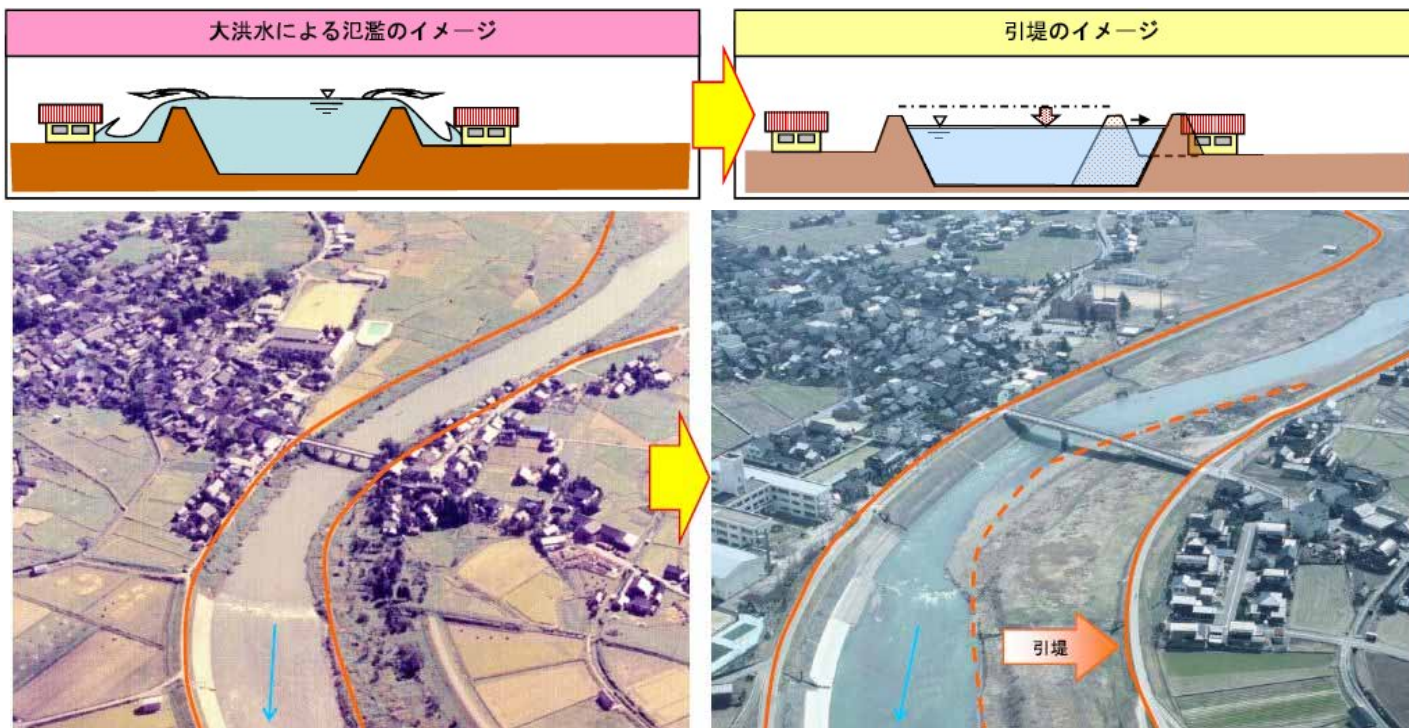 大洪水による氾濫のイメージ
引堤のイメージ
引堤